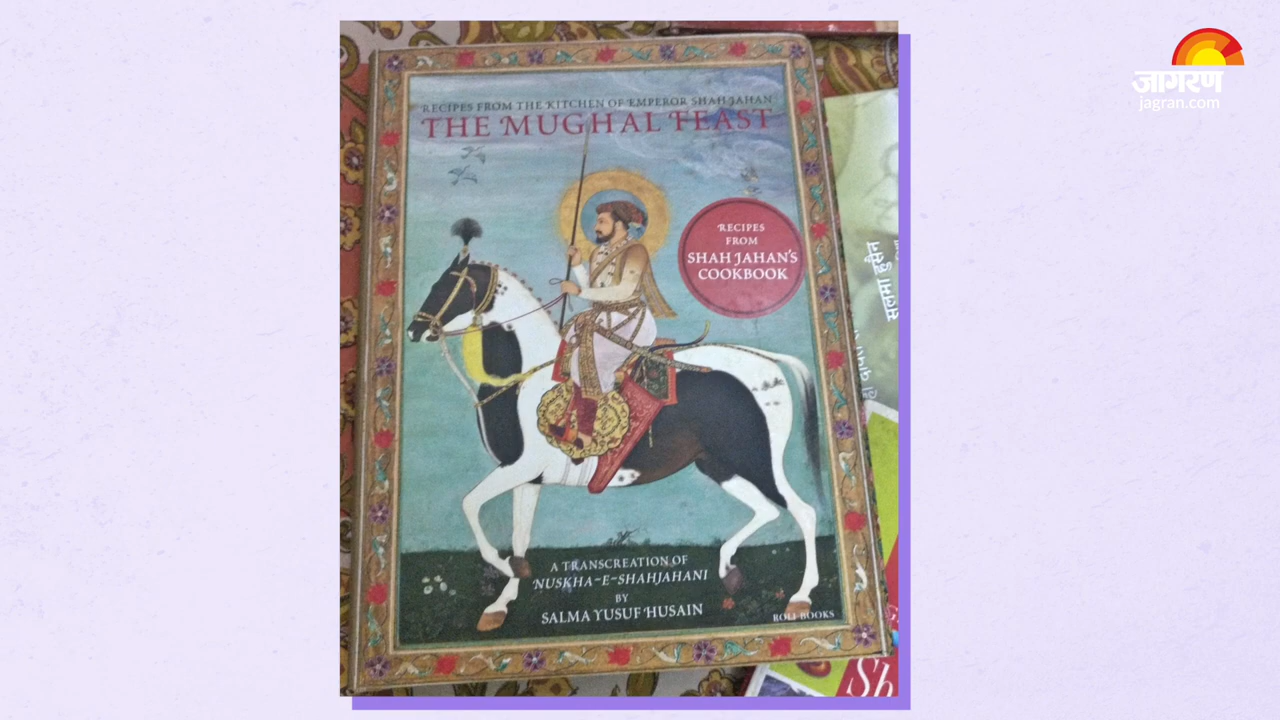 RECIPES FROM THE KITCHEN OF EMPEROR SHAH JAHAN
THE MUGHAL FEAST
RECIPES
FROM
SHAH JAHAN'S
COOKBOOK
A TRANSCREATION OF
NUSKHA-E-SHAHJAHANI
BY
SALMA YUSUF HUSAIN
ROLI BOOKS
सलमा हुसैन
Sh
जागरण
jagran.com